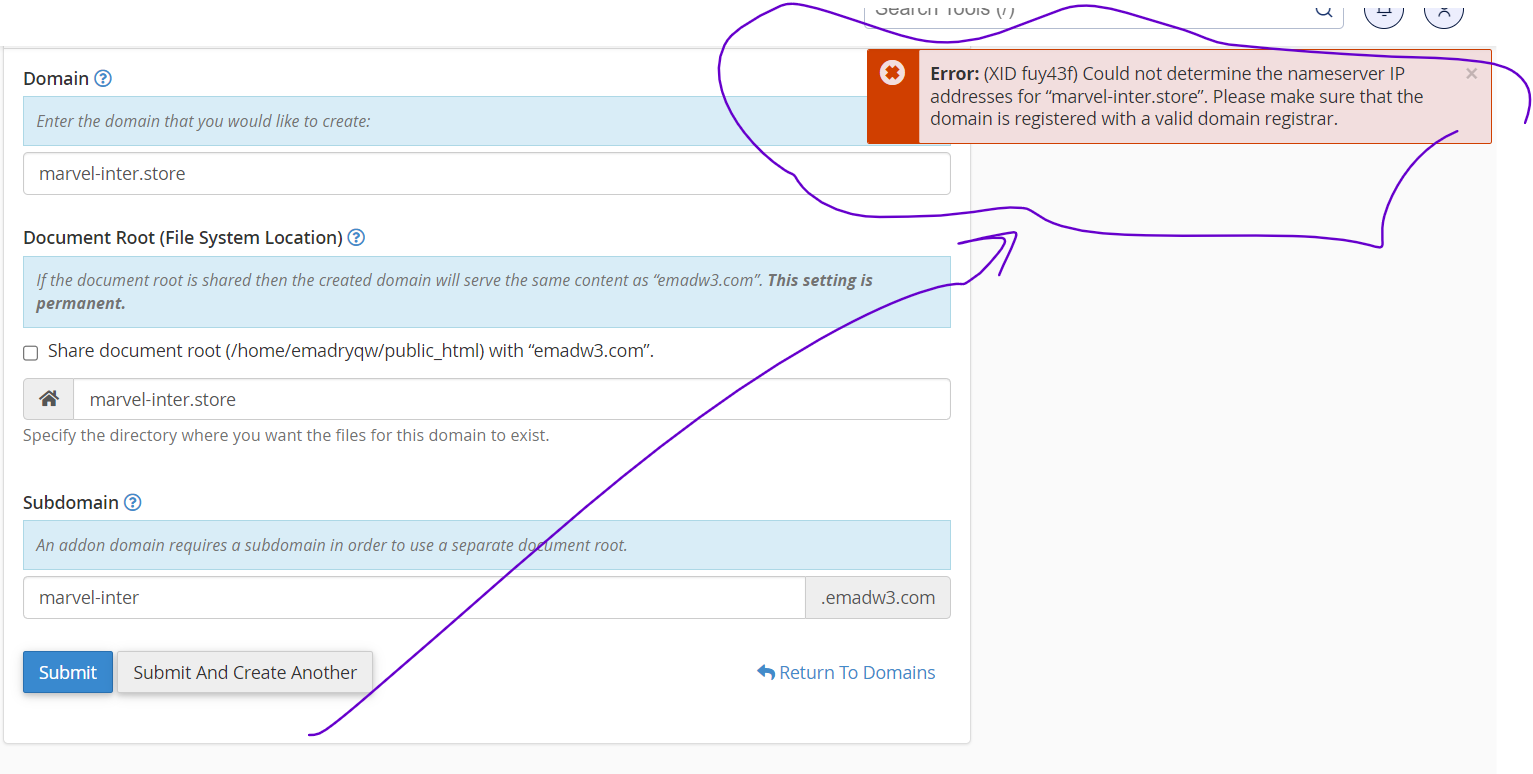 Search Tools (/)
Error: (XID fuy43f) Could not determine the nameserver IP
addresses for “marvel-inter.store”. Please make sure that the
domain is registered with a valid domain registrar.
Domain
Enter the domain that you would like to create:
marvel-inter.store
Document Root (File System Location)
If the document root is shared then the created domain will serve the same content as “emadw3.com”. This setting is
permanent.
Share document root (/home/emadryqw/public_html) with “emadw3.com”.
marvel-inter.store
Specify the directory where you want the files for this domain to exist.
Subdomain
An addon domain requires a subdomain in order to use a separate document root.
marvel-inter .emadw3.com
Submit Submit And Create Another Return To Domains